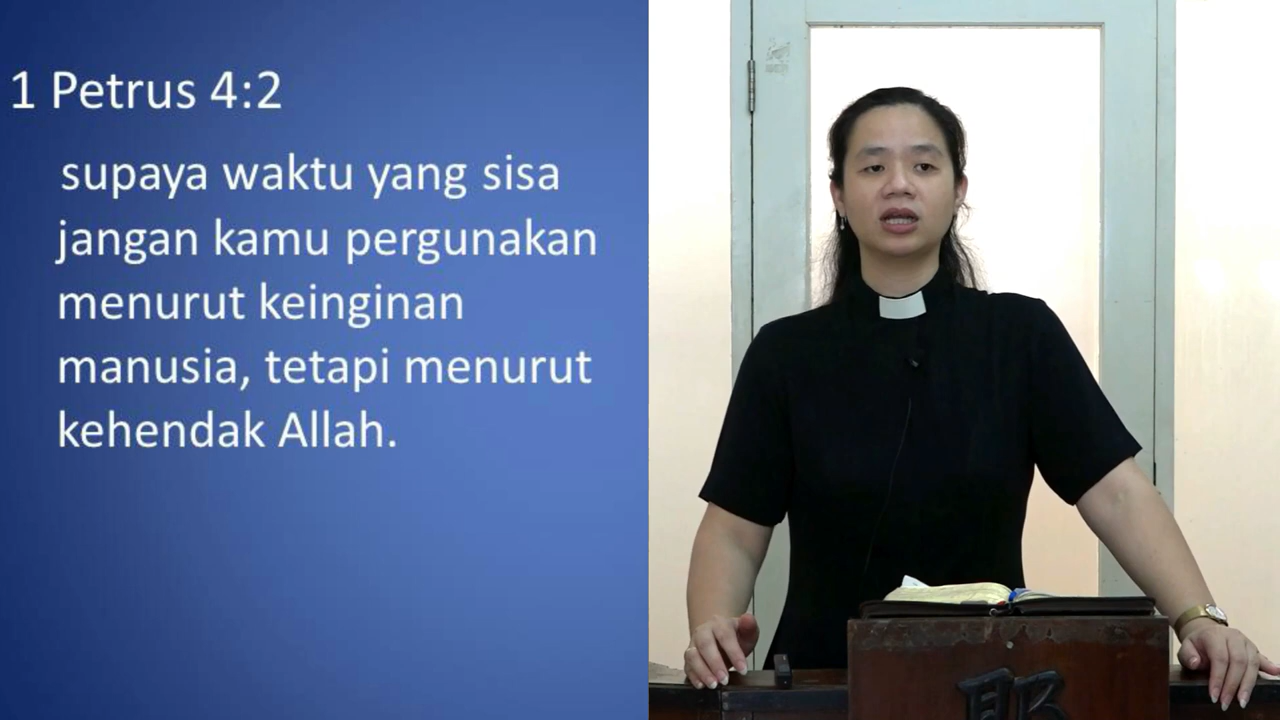 1 Petrus 4:2
supaya waktu yang sisa
jangan kamu pergunakan
menurut keinginan
manusia, tetapi menurut
kehendak Allah.